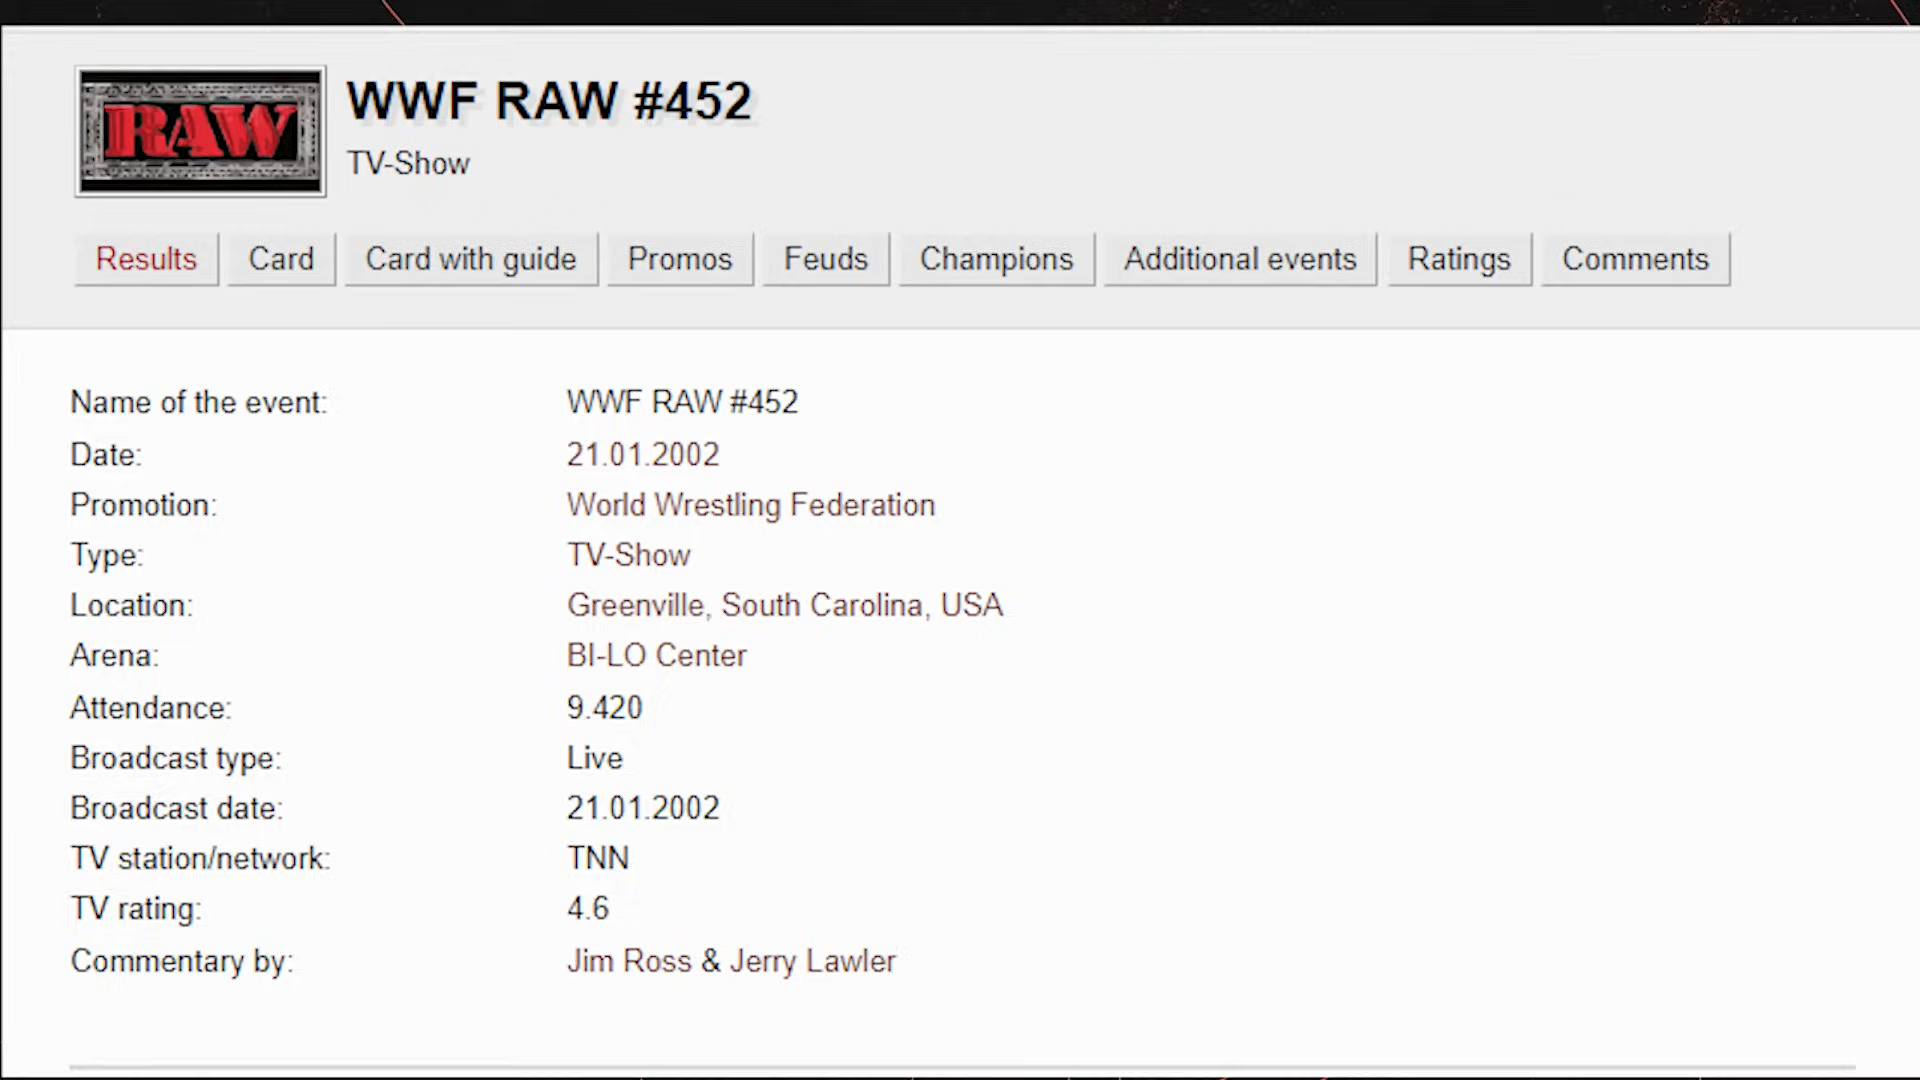 RAW
WWF RAW #452
TV-Show
Results Card Card with guide Promos Feuds Champions Additional events Ratings Comments
Name of the event: WWF RAW #452
Date: 21.01.2002
Promotion: World Wrestling Federation
Type: TV-Show
Location: Greenville, South Carolina, USA
Arena: BI-LO Center
Attendance: 9.420
Broadcast type: Live
Broadcast date: 21.01.2002
TV station/network: TNN
TV rating: 4.6
Commentary by: Jim Ross & Jerry Lawler